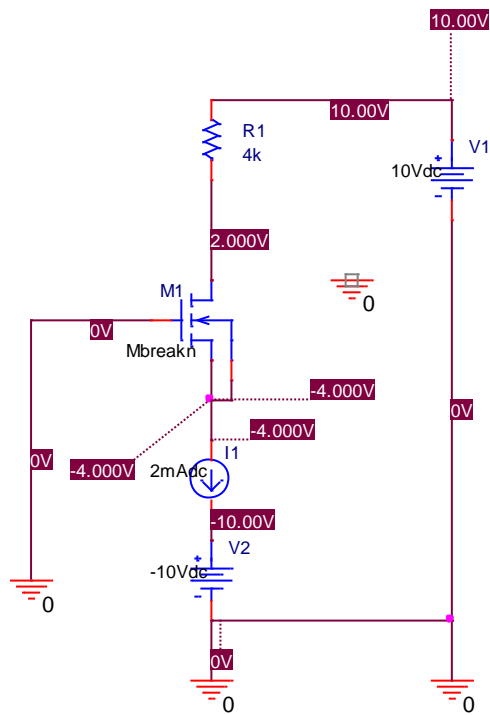 10.00V
10.00V
R1
4k
V1
10Vdc
+
-
2.000V
M1
0
0V
Mbreakn
-4.000V
0V
-4.000V
I1
0V
-4.000V
2mAdc
-10.00V
V2
+
-10Vdc
-
0
0V
0
0